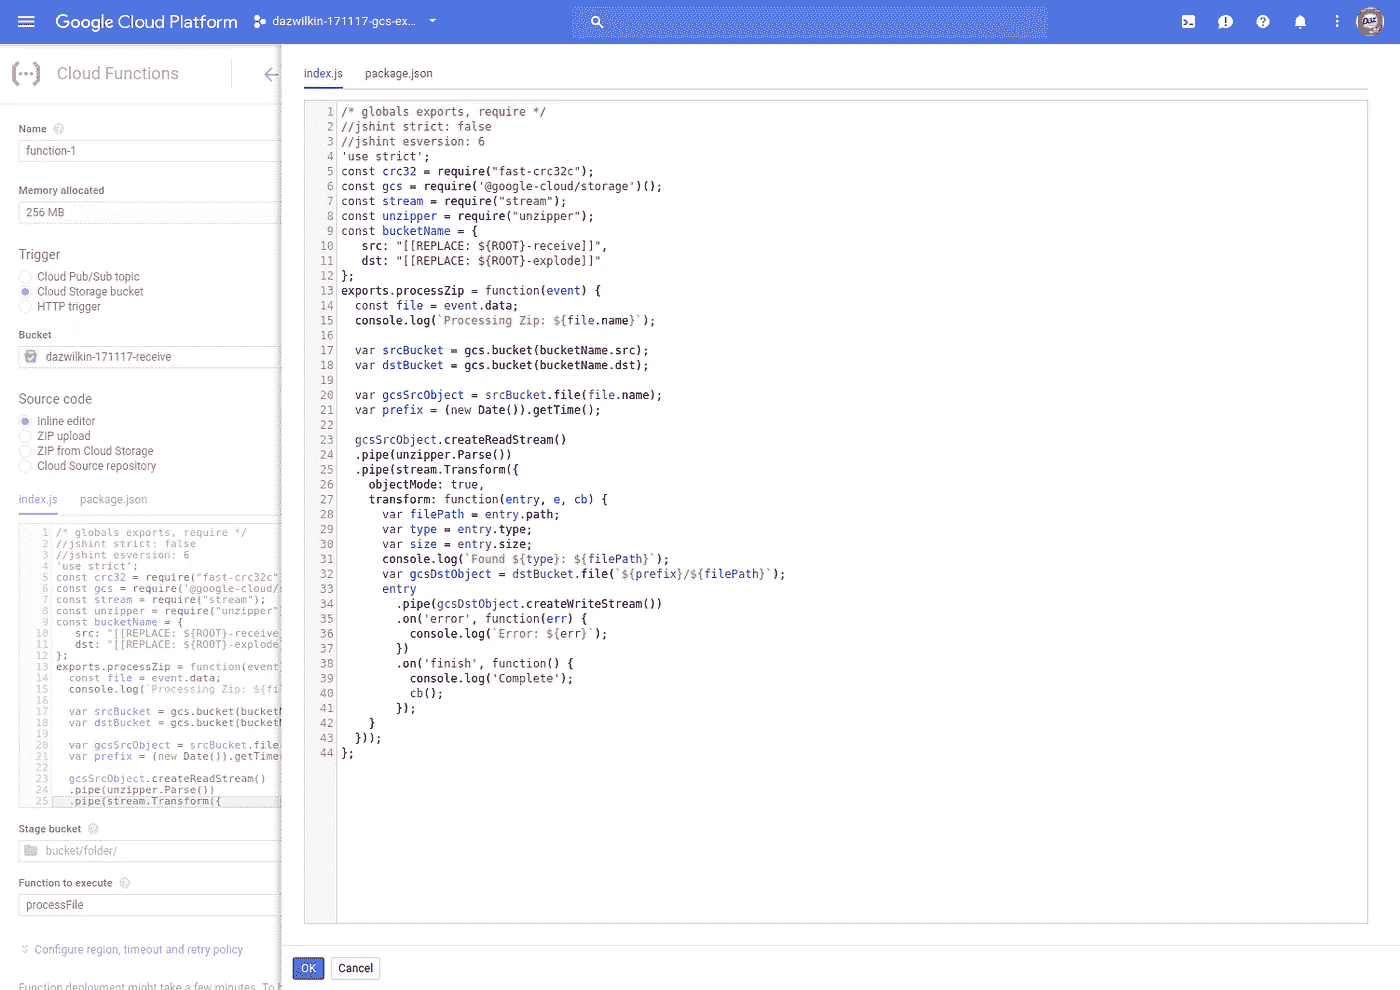 Google Cloud Platform
dazwilkin-171117-gcs-ex...
Cloud Functions
Name
function-1
Memory allocated
256 MB
Trigger
Cloud Pub/Sub topic
Cloud Storage bucket
HTTP trigger
Bucket
dazwilkin-171117-receive
Source code
Inline editor
ZIP upload
ZIP from Cloud Storage
Cloud Source repository
index.js package.json
1 /* globals exports, require */
2 //jshint strict: false
3 //jshint esversion: 6
4 'use strict';
5 const crc32 = require("fast-crc32c"
6 const gcs = require('@google-cloud/s
7 const stream = require("stream");
8 const unzipper = require("unzipper"
9 const bucketName = {
10 src: "[[REPLACE: ${ROOT}-receive
11 dst: "[[REPLACE: ${ROOT}-explode
12 };
13 exports.processZip = function(event
14 const file = event.data;
15 console.log(`Processing Zip: ${fi
16
17 var srcBucket = gcs.bucket(bucketN
18 var dstBucket = gcs.bucket(bucketN
19
20 var gcsSrcObject = srcBucket.file
21 var prefix = (new Date()).getTime
22
23 gcsSrcObject.createReadStream()
24 .pipe(unzipper.Parse())
25 .pipe(stream.Transform({
Stage bucket
bucket/folder/
Function to execute
processFile
Configure region, timeout and retry policy
Function deployment might take a few minutes. To
index.js package.json
1 /* globals exports, require */
2 //jshint strict: false
3 //jshint esversion: 6
4 'use strict';
5 const crc32 = require("fast-crc32c");
6 const gcs = require('@google-cloud/storage')();
7 const stream = require("stream");
8 const unzipper = require("unzipper");
9 const bucketName = {
10 src: "[[REPLACE: ${ROOT}-receive]]",
11 dst: "[[REPLACE: ${ROOT}-explode]]"
12 };
13 exports.processZip = function(event) {
14 const file = event.data;
15 console.log(`Processing Zip: ${file.name}`);
16
17 var srcBucket = gcs.bucket(bucketName.src);
18 var dstBucket = gcs.bucket(bucketName.dst);
19
20 var gcsSrcObject = srcBucket.file(file.name);
21 var prefix = (new Date()).getTime();
22
23 gcsSrcObject.createReadStream()
24 .pipe(unzipper.Parse())
25 .pipe(stream.Transform({
26 objectMode: true,
27 transform: function(entry, e, cb) {
28 var filePath = entry.path;
29 var type = entry.type;
30 var size = entry.size;
31 console.log(`Found ${type}: ${filePath}`);
32 var gcsDstObject = dstBucket.file(`${prefix}/${filePath}`);
33 entry
34 .pipe(gcsDstObject.createWriteStream())
35 .on('error', function(err) {
36 console.log(`Error: ${err}`);
37 })
38 .on('finish', function() {
39 console.log('Complete');
40 cb();
41 });
42 }
43 }));
44 };
OK Cancel